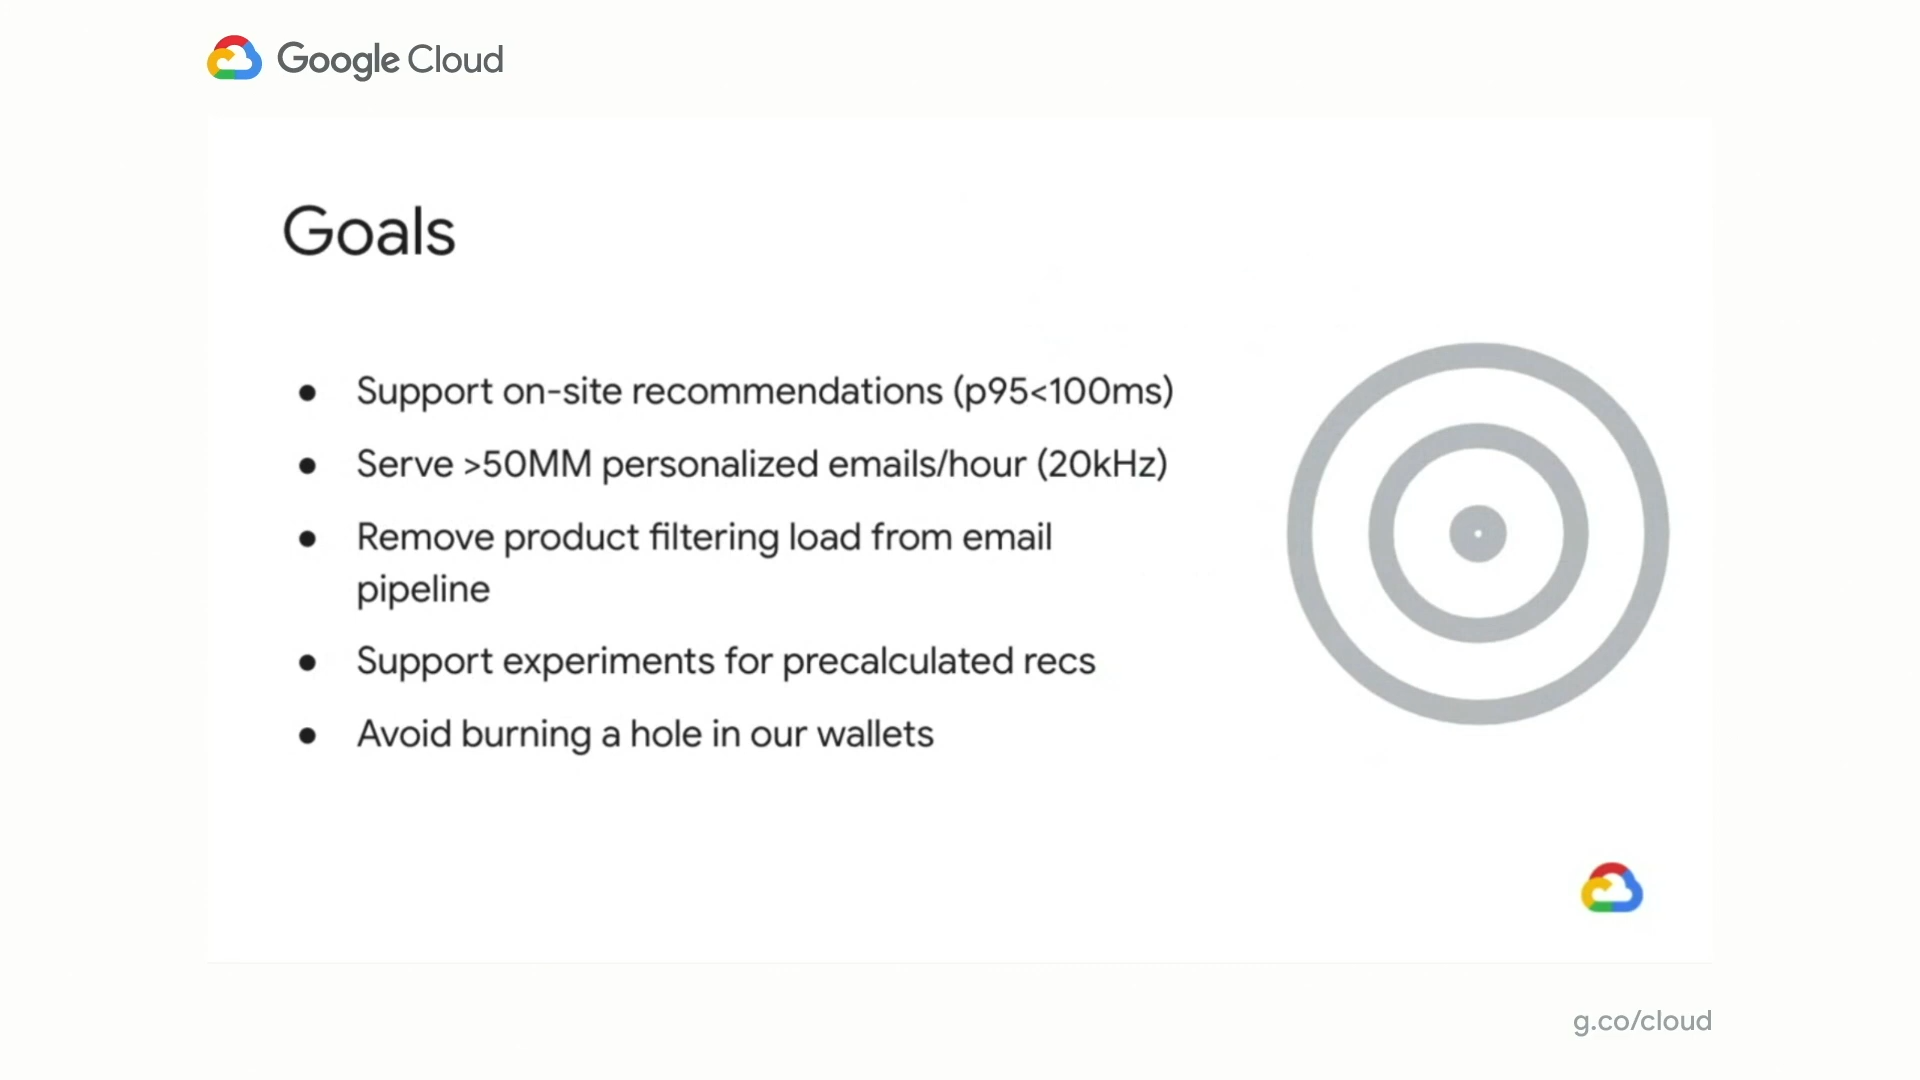 Google Cloud
Goals
● Support on-site recommendations (p95<100ms)
● Serve >50MM personalized emails/hour (20kHz)
● Remove product filtering load from email
pipeline
● Support experiments for precalculated recs
● Avoid burning a hole in our wallets
g.co/cloud